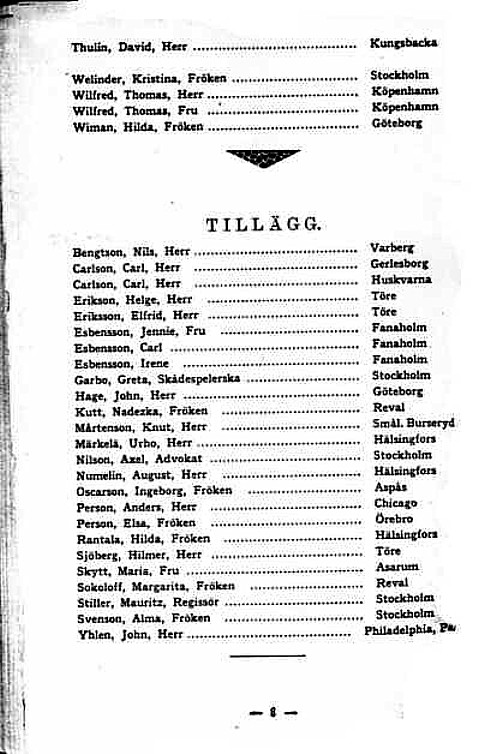 Thulin, David, Herr ..................................... Kungsbacka
Welinder, Kristina, Fröken ............................. Stockholm
Wilfred, Thomas, Herr ................................... Köpenhamn
Wilfred, Thomas, Fru ................................... Köpenhamn
Wiman, Hilda, Fröken ................................... Göteborg
TILLÄGG.
Bengtson, Nils, Herr ..................................... Varberg
Carlson, Carl, Herr ..................................... Gerlesborg
Carlson, Carl, Herr ..................................... Huskvarna
Erikson, Helge, Herr ................................... Töre
Eriksson, Elfrid, Herr ................................... Töre
Esbensson, Jennie, Fru ................................ Fanaholm
Esbensson, Carl ........................................... Fanaholm
Esbensson, Irene ........................................ Fanaholm
Garbo, Greta, Skådespelerska .......................... Stockholm
Hage, John, Herr ........................................ Göteborg
Kutt, Nadezka, Fröken ................................ Reval
Mårtenson, Knut, Herr ................................ Smål. Burseryd
Märkelä, Urho, Herr ..................................... Hälsingfors
Nilson, Axel, Advokat ................................... Stockholm
Numelin, August, Herr ................................ Hälsingfors
Oscarson, Ingeborg, Fröken .......................... Aspås
Person, Anders, Herr ................................... Chicago
Person, Elsa, Fröken ................................... Örebro
Rantala, Hilda, Fröken ................................ Hälsingfors
Sjöberg, Hilmer, Herr ................................... Töre
Skytt, Maria, Fru ........................................ Asarum
Sokoloff, Margarita, Fröken .......................... Reval
Stiller, Mauritz, Regissör ................................ Stockholm
Svenson, Alma, Fröken ................................ Stockholm
Yhlen, John, Herr ........................................ Philadelphia, Pa.
— 8 —